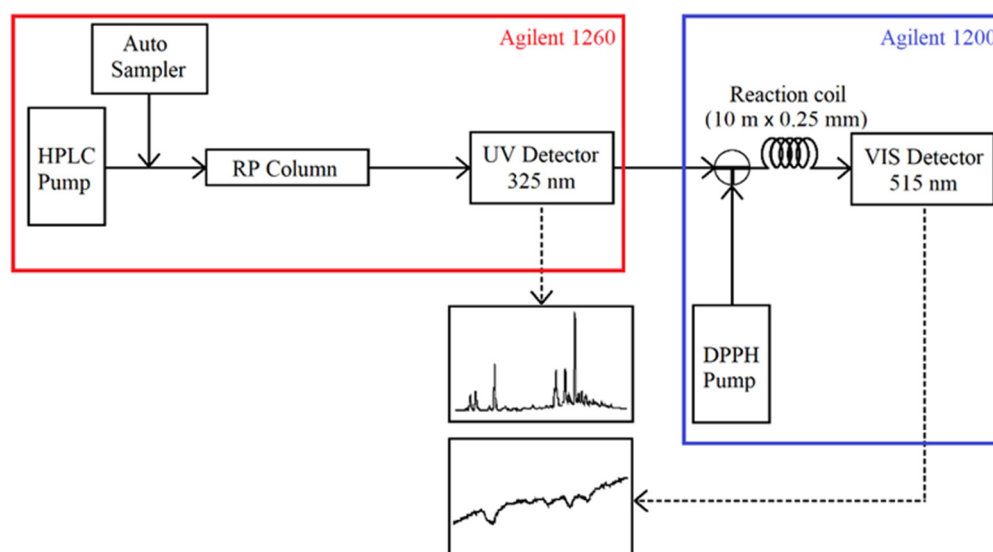 Agilent 1260
Agilent 1200
Auto
Sampler
HPLC
Pump
RP Column
UV Detector
325 nm
Reaction coil
(10 m x 0.25 mm)
VIS Detector
515 nm
DPPH
Pump